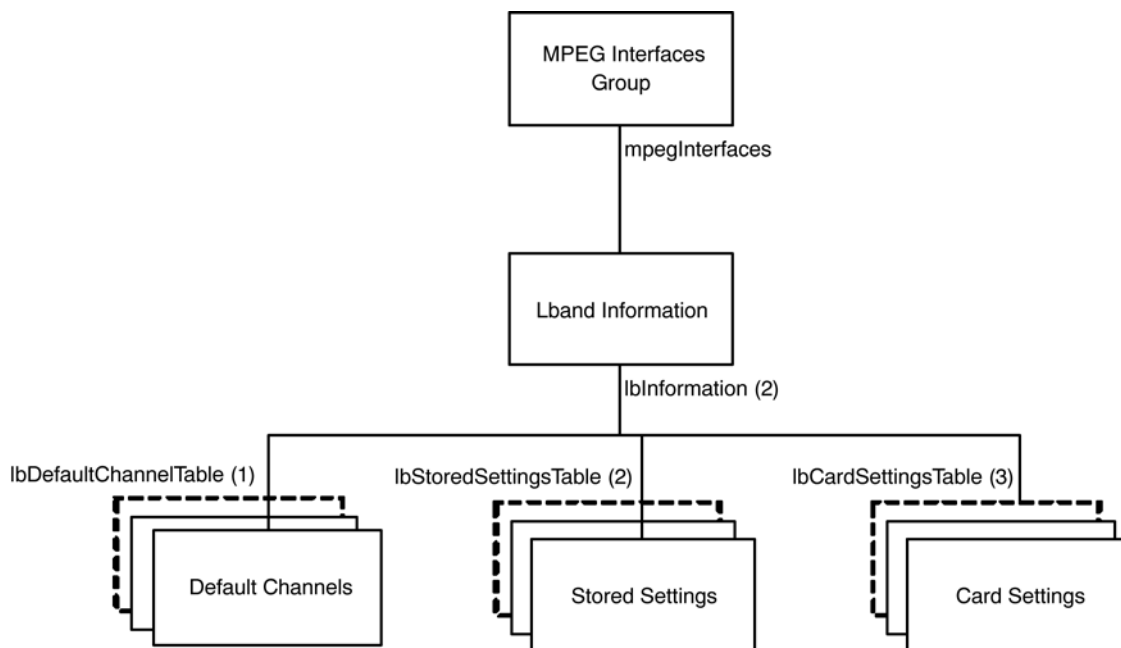 MPEG Interfaces
Group
mpegInterfaces
Lband Information
lbInformation (2)
lbDefaultChannelTable (1)
lbStoredSettingsTable (2)
lbCardSettingsTable (3)
Default Channels
Stored Settings
Card Settings